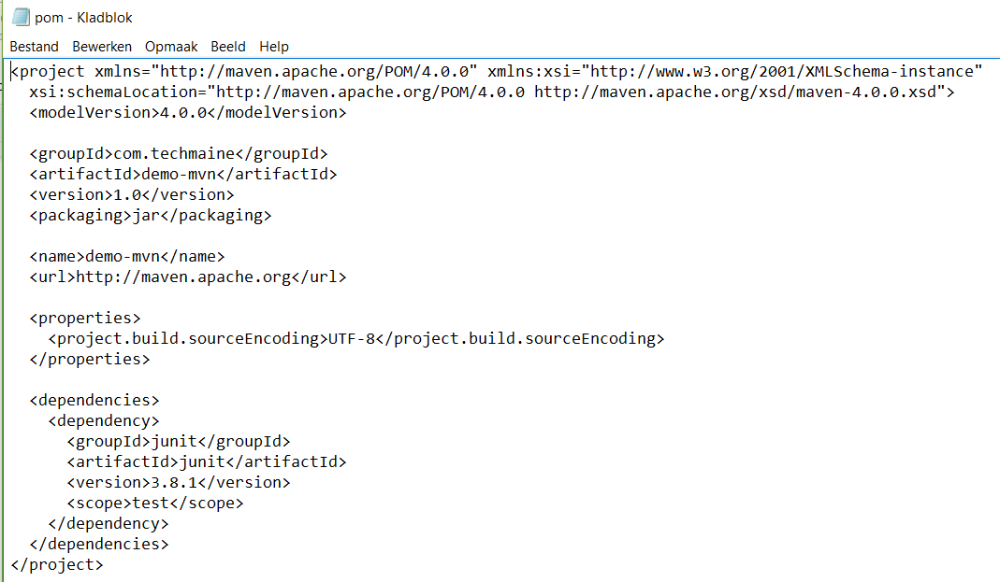 pom - Kladblok
Bestand Bewerken Opmaak Beeld Help
<project xmlns="http://maven.apache.org/POM/4.0.0" xmlns:xsi="http://www.w3.org/2001/XMLSchema-instance"
  xsi:schemaLocation="http://maven.apache.org/POM/4.0.0 http://maven.apache.org/xsd/maven-4.0.0.xsd">
  <modelVersion>4.0.0</modelVersion>

  <groupId>com.techmaine</groupId>
  <artifactId>demo-mvn</artifactId>
  <version>1.0</version>
  <packaging>jar</packaging>

  <name>demo-mvn</name>
  <url>http://maven.apache.org</url>

  <properties>
    <project.build.sourceEncoding>UTF-8</project.build.sourceEncoding>
  </properties>

  <dependencies>
    <dependency>
      <groupId>junit</groupId>
      <artifactId>junit</artifactId>
      <version>3.8.1</version>
      <scope>test</scope>
    </dependency>
  </dependencies>
</project>